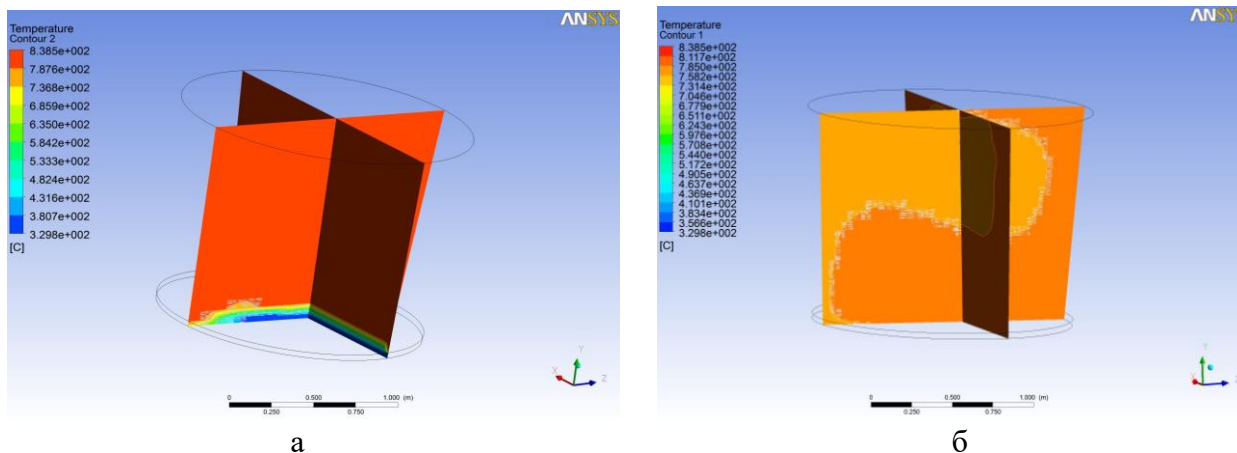 ANSYS
Temperature
Contour 2
8.385e+002
7.876e+002
7.368e+002
6.859e+002
6.350e+002
5.842e+002
5.333e+002
4.824e+002
4.316e+002
3.807e+002
3.298e+002
[C]
X
Y
Z
0
0.500
1.000
(m)
0.250
0.750
а
ANSYS
Temperature
Contour 1
8.385e+002
8.117e+002
7.850e+002
7.582e+002
7.314e+002
7.046e+002
6.779e+002
6.511e+002
6.243e+002
5.976e+002
5.708e+002
5.440e+002
5.172e+002
4.905e+002
4.637e+002
4.369e+002
4.101e+002
3.834e+002
3.566e+002
3.298e+002
[C]
X
Y
Z
0
0.500
1.000
(m)
0.250
0.750
б